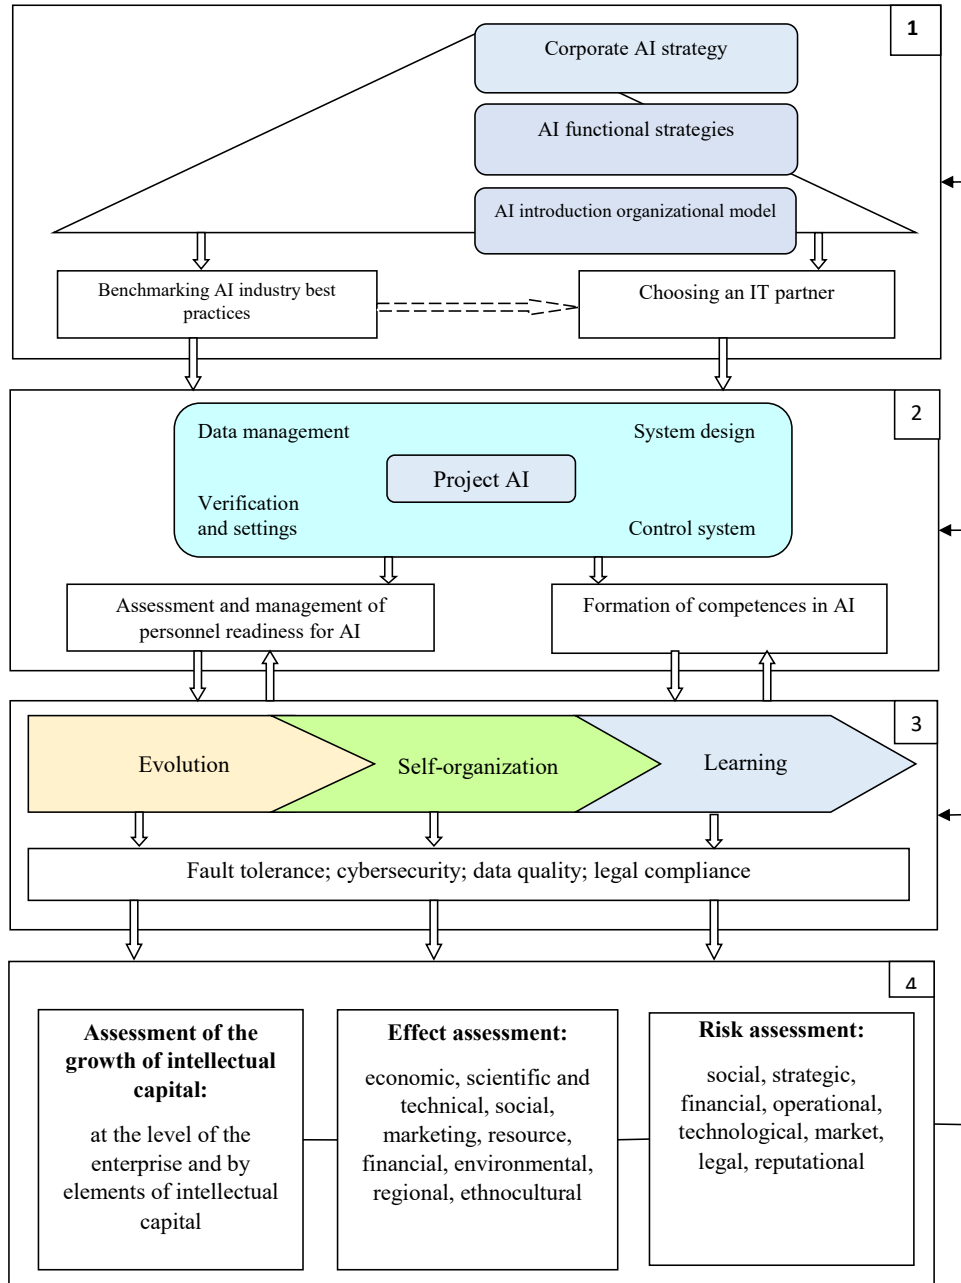 1
Corporate AI strategy
AI functional strategies
AI introduction organizational model
Benchmarking AI industry best
practices
Choosing an IT partner
2
Data management
System design
Project AI
Verification
and settings
Control system
Assessment and management of
personnel readiness for AI
Formation of competences in AI
3
Evolution
Self-organization
Learning
Fault tolerance; cybersecurity; data quality; legal compliance
4
Assessment of the
growth of intellectual
capital:
at the level of the
enterprise and by
elements of intellectual
capital
Effect assessment:
economic, scientific and
technical, social,
marketing, resource,
financial, environmental,
regional, ethnocultural
Risk assessment:
social, strategic,
financial, operational,
technological, market,
legal, reputational